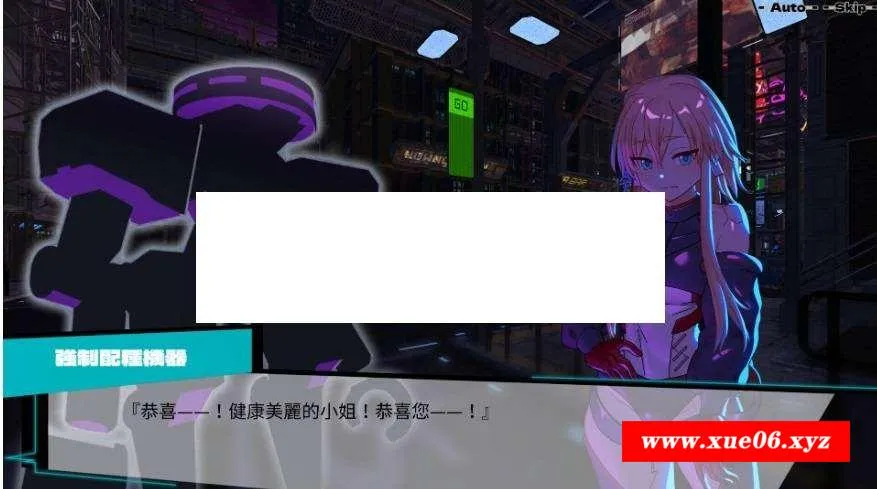 - Auto - - Skip -
GO
強制配種機器
『恭喜——！健康美麗的小姐！恭喜您——！』
www.xue06.xyz